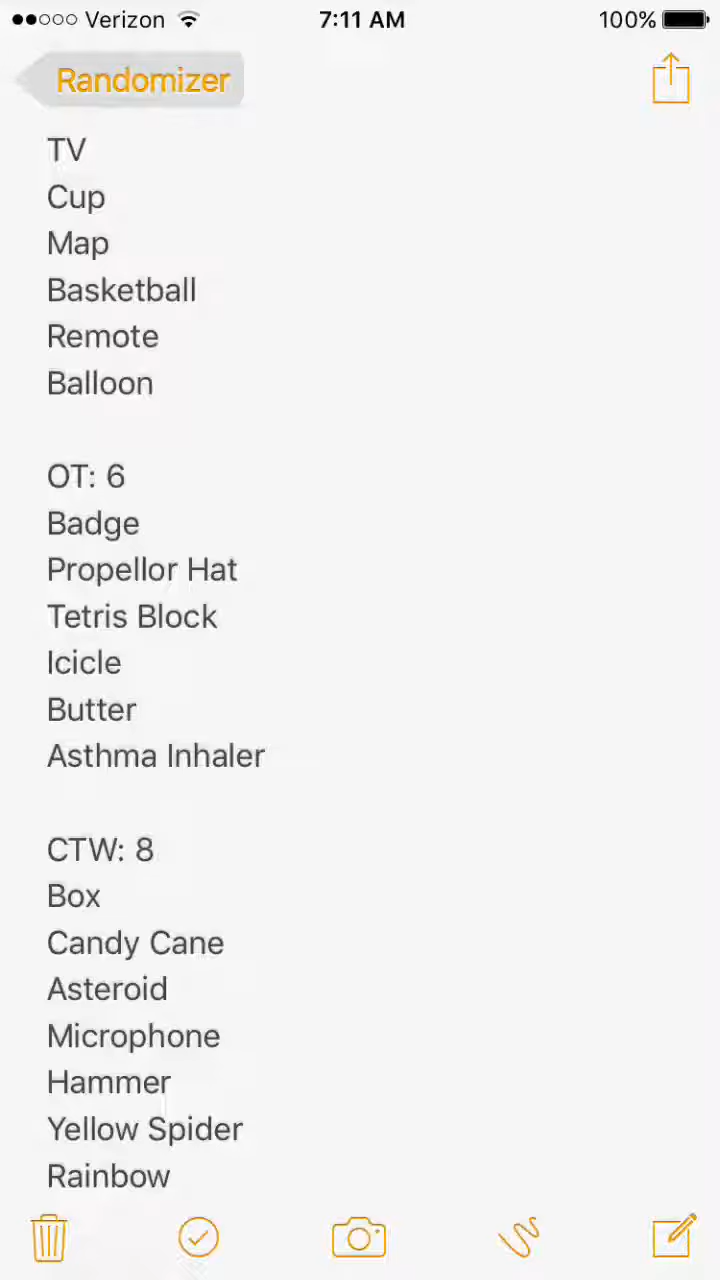 Verizon 7:11 AM 100%
Randomizer
TV
Cup
Map
Basketball
Remote
Balloon
OT: 6
Badge
Propellor Hat
Tetris Block
Icicle
Butter
Asthma Inhaler
CTW: 8
Box
Candy Cane
Asteroid
Microphone
Hammer
Yellow Spider
Rainbow